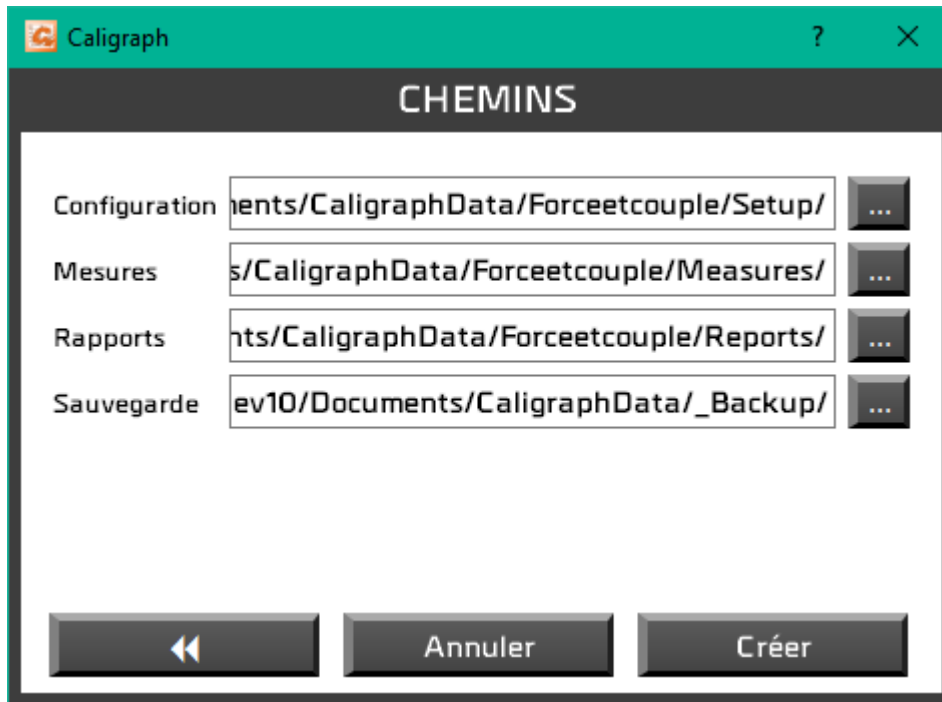 Caligraph ? ×
CHEMINS
Configuration ments/CaligraphData/Forceetcouple/Setup/ ...
Mesures s/CaligraphData/Forceetcouple/Measures/ ...
Rapports nts/CaligraphData/Forceetcouple/Reports/ ...
Sauvegarde ev10/Documents/CaligraphData/_Backup/ ...
Annuler Créer